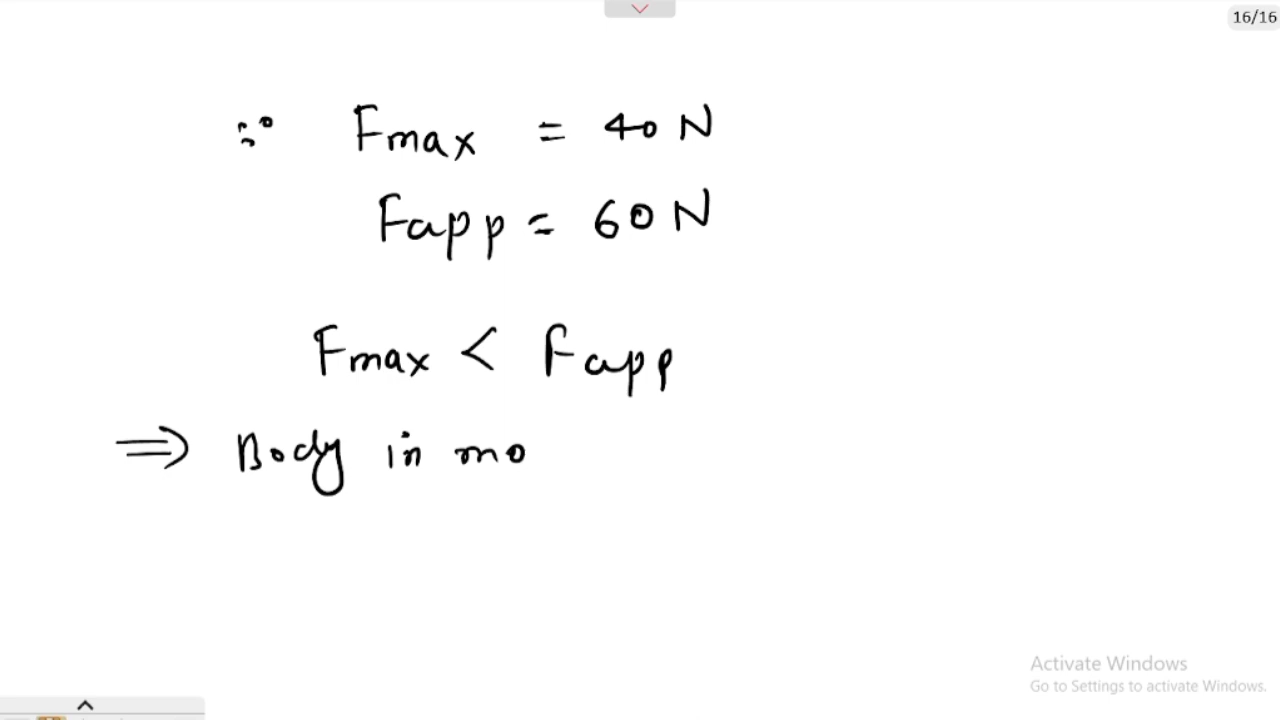 16/16
∵ Fmax = 40 N
Fapp = 60 N
Fmax < Fapp
⇒ Body in mo
Activate Windows
Go to Settings to activate Windows.